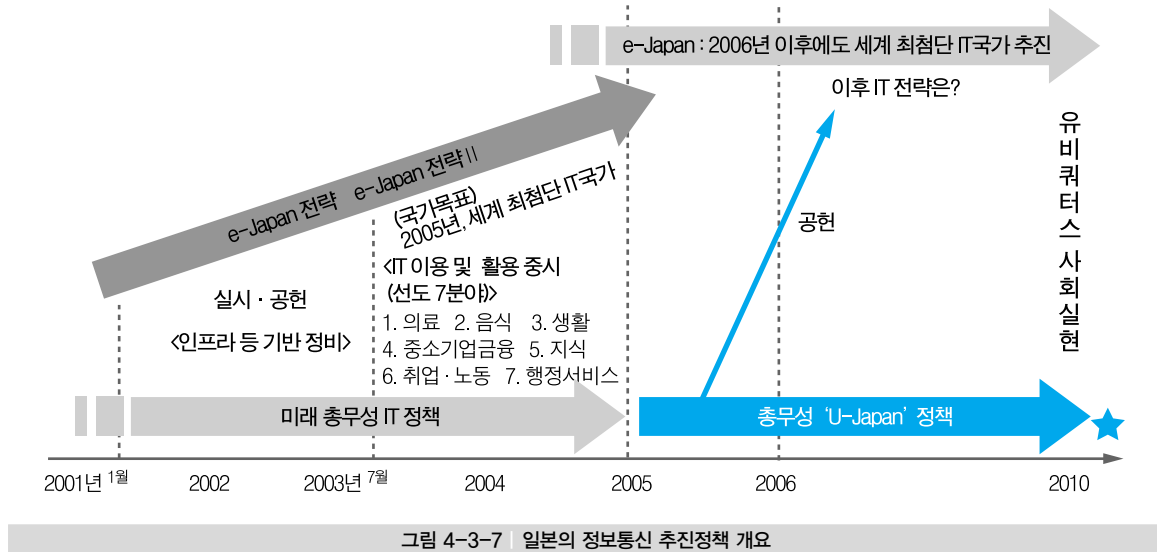 e-Japan : 2006년 이후에도 세계 최첨단 IT국가 추진
이후 IT 전략은?
유비쿼터스 사회실현
e-Japan 전략 e-Japan 전략 Ⅱ
(국가목표)
2005년, 세계 최첨단 IT국가
공헌
실시 · 공헌
<인프라 등 기반 정비>
<IT 이용 및 활용 중시
(선도 7분야)>
1. 의료 2. 음식 3. 생활
4. 중소기업금융 5. 지식
6. 취업 · 노동 7. 행정서비스
미래 총무성 IT 정책
총무성 ‘U-Japan’ 정책
2001년 1월 2002 2003년 7월 2004 2005 2006 2010
그림 4-3-7 | 일본의 정보통신 추진정책 개요